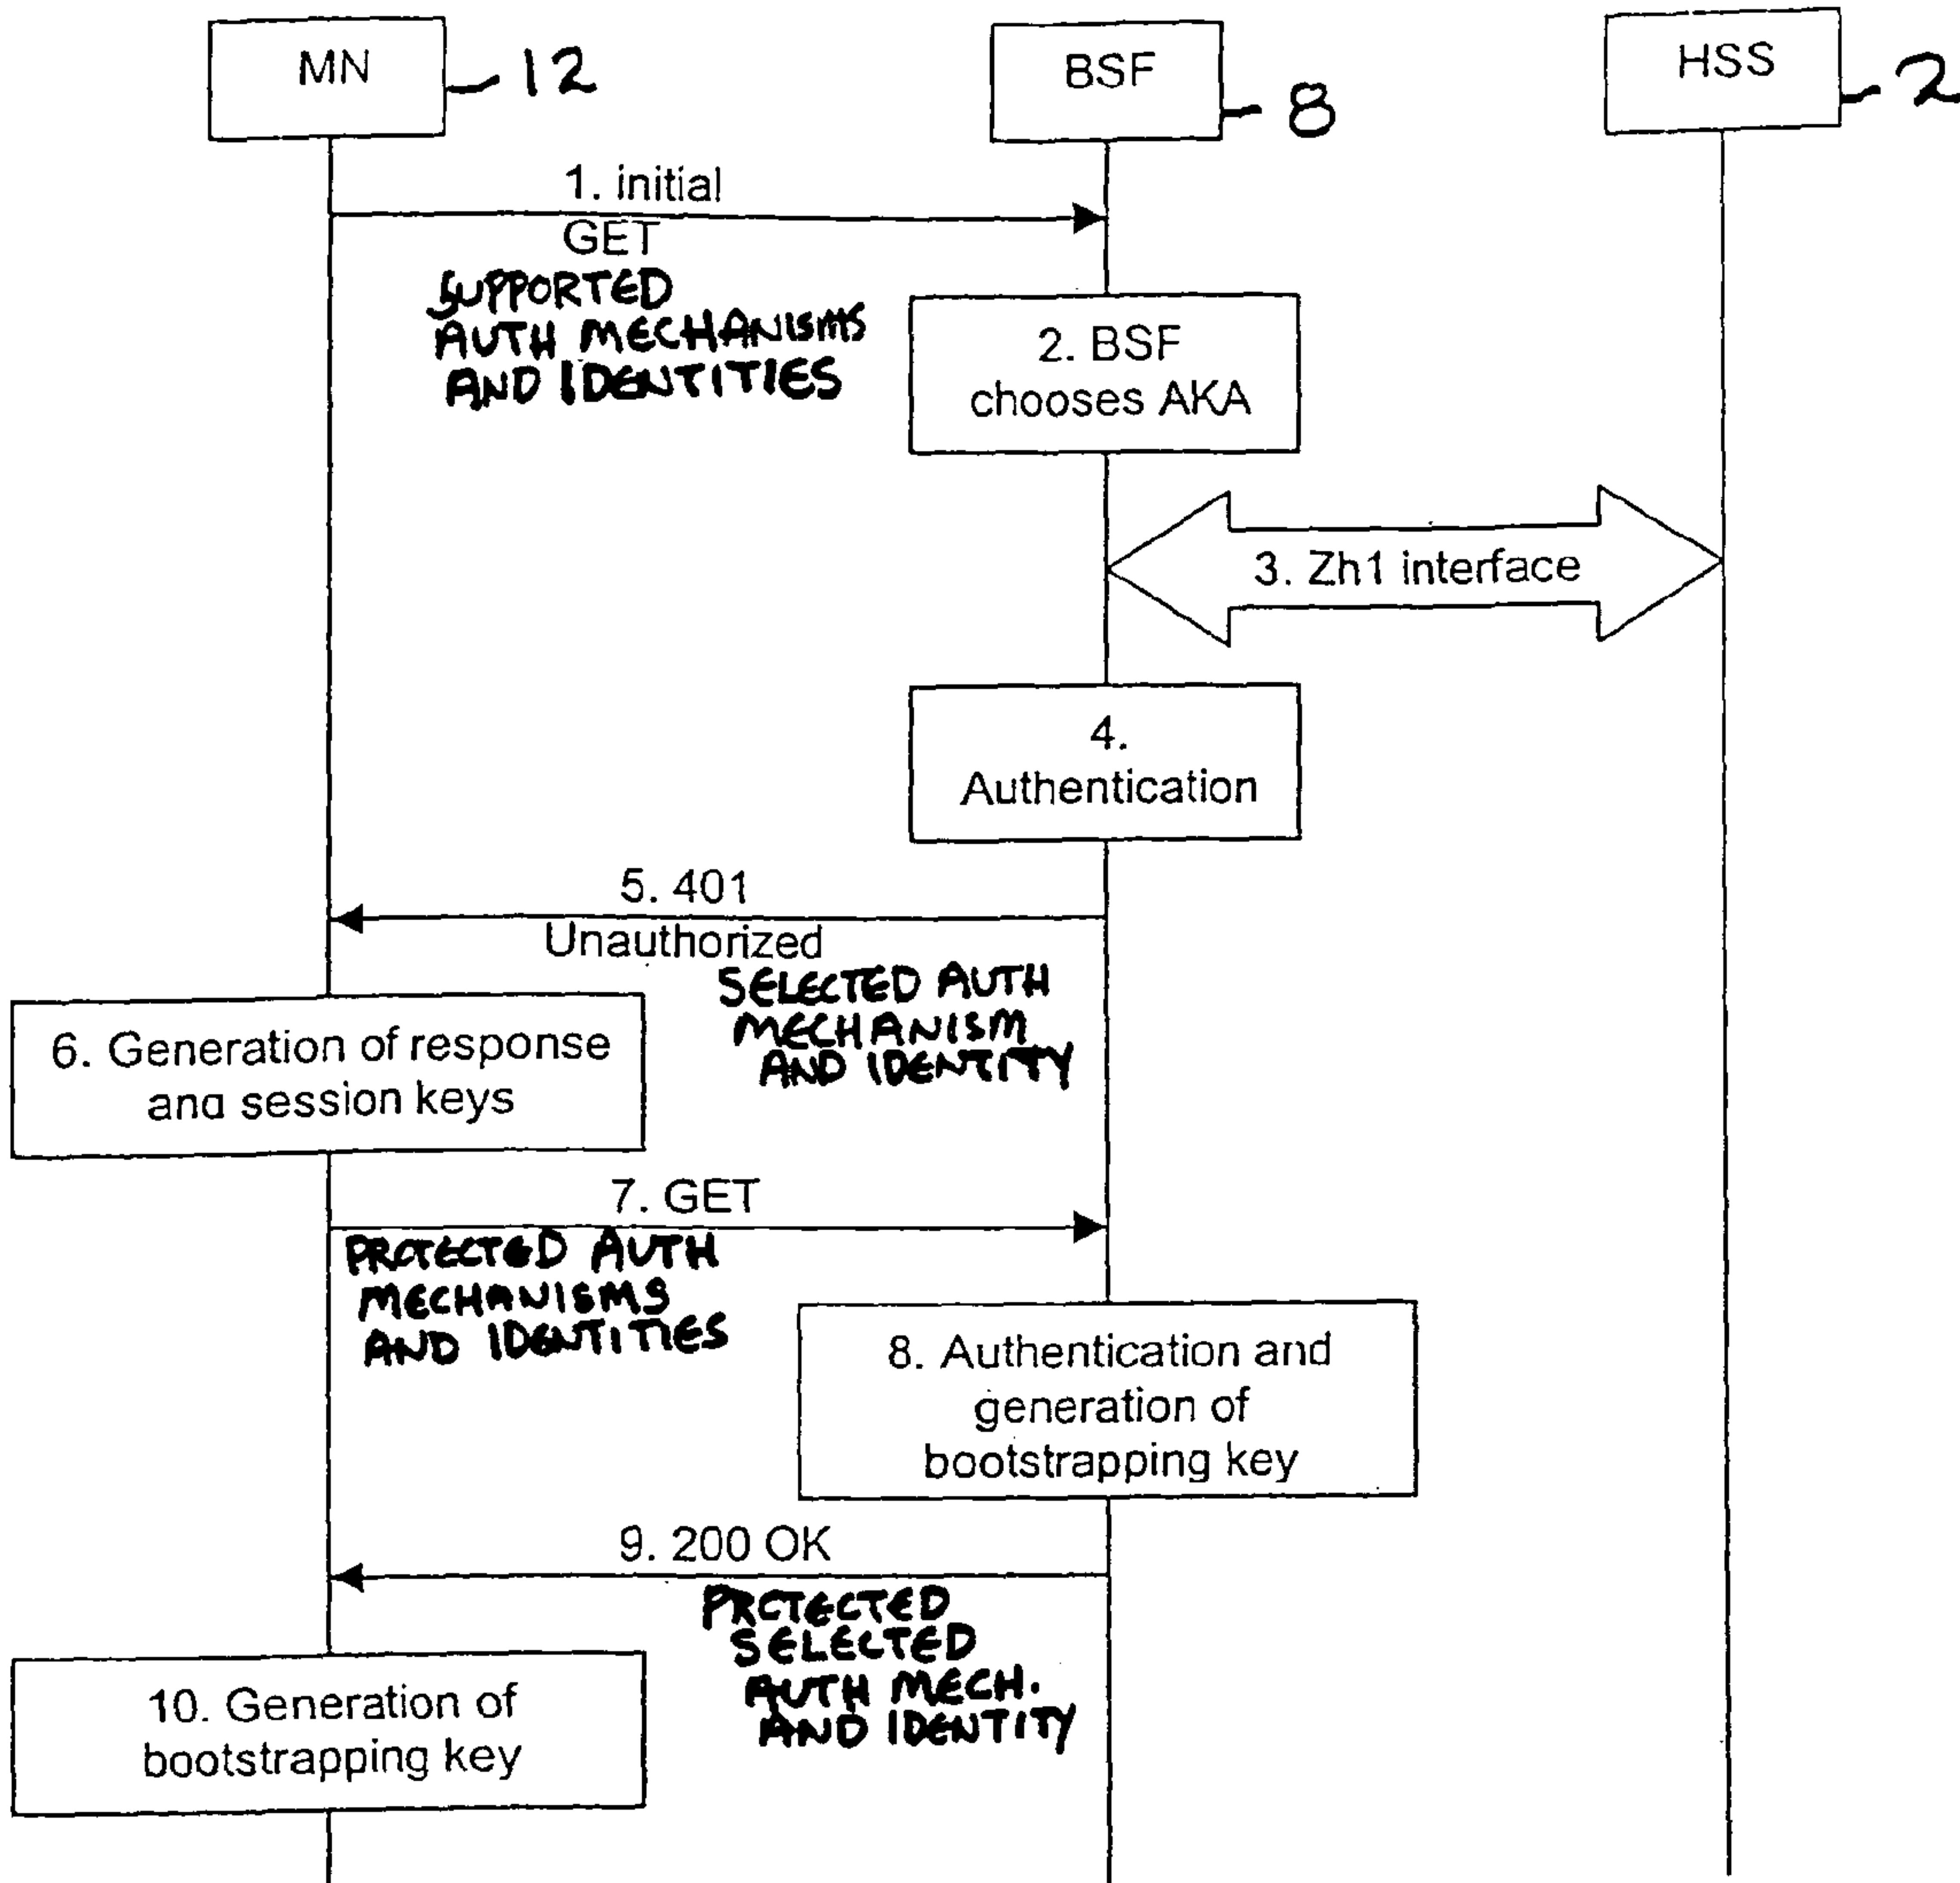 MN
12
BSF
8
HSS
2
1. initial
GET
SUPPORTED
AUTH MECHANISMS
AND IDENTITIES
2. BSF
chooses AKA
3. Zh1 interface
4.
Authentication
5. 401
Unauthorized
SELECTED AUTH
MECHANISM
AND IDENTITY
6. Generation of response
and session keys
7. GET
PROTECTED AUTH
MECHANISMS
AND IDENTITIES
8. Authentication and
generation of
bootstrapping key
9. 200 OK
PROTECTED
SELECTED
AUTH MECH.
AND IDENTITY
10. Generation of
bootstrapping key